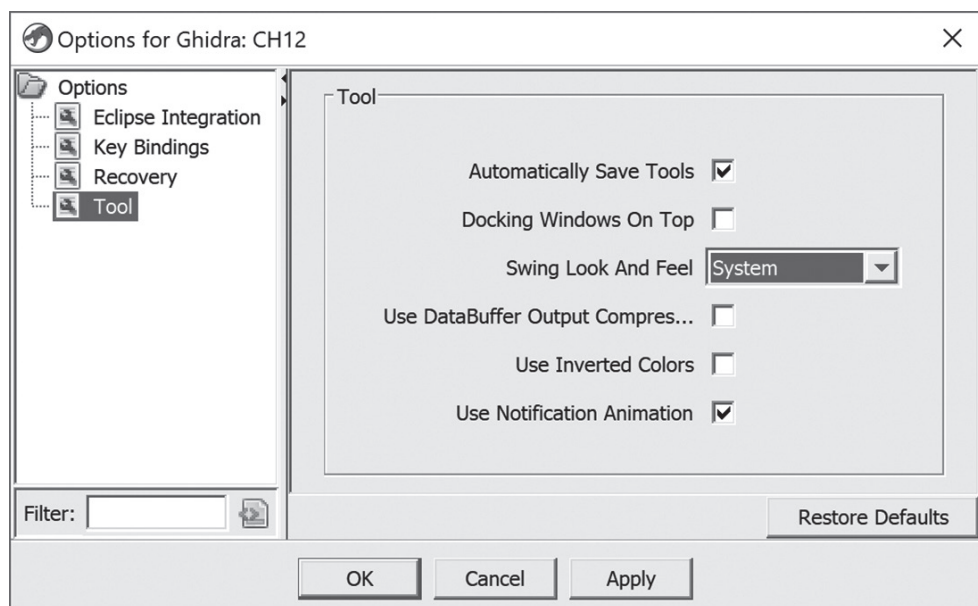 Options for Ghidra: CH12
Options
Eclipse Integration
Key Bindings
Recovery
Tool
Filter:
Tool
Automatically Save Tools
Docking Windows On Top
Swing Look And Feel System
Use DataBuffer Output Compres...
Use Inverted Colors
Use Notification Animation
Restore Defaults
OK Cancel Apply